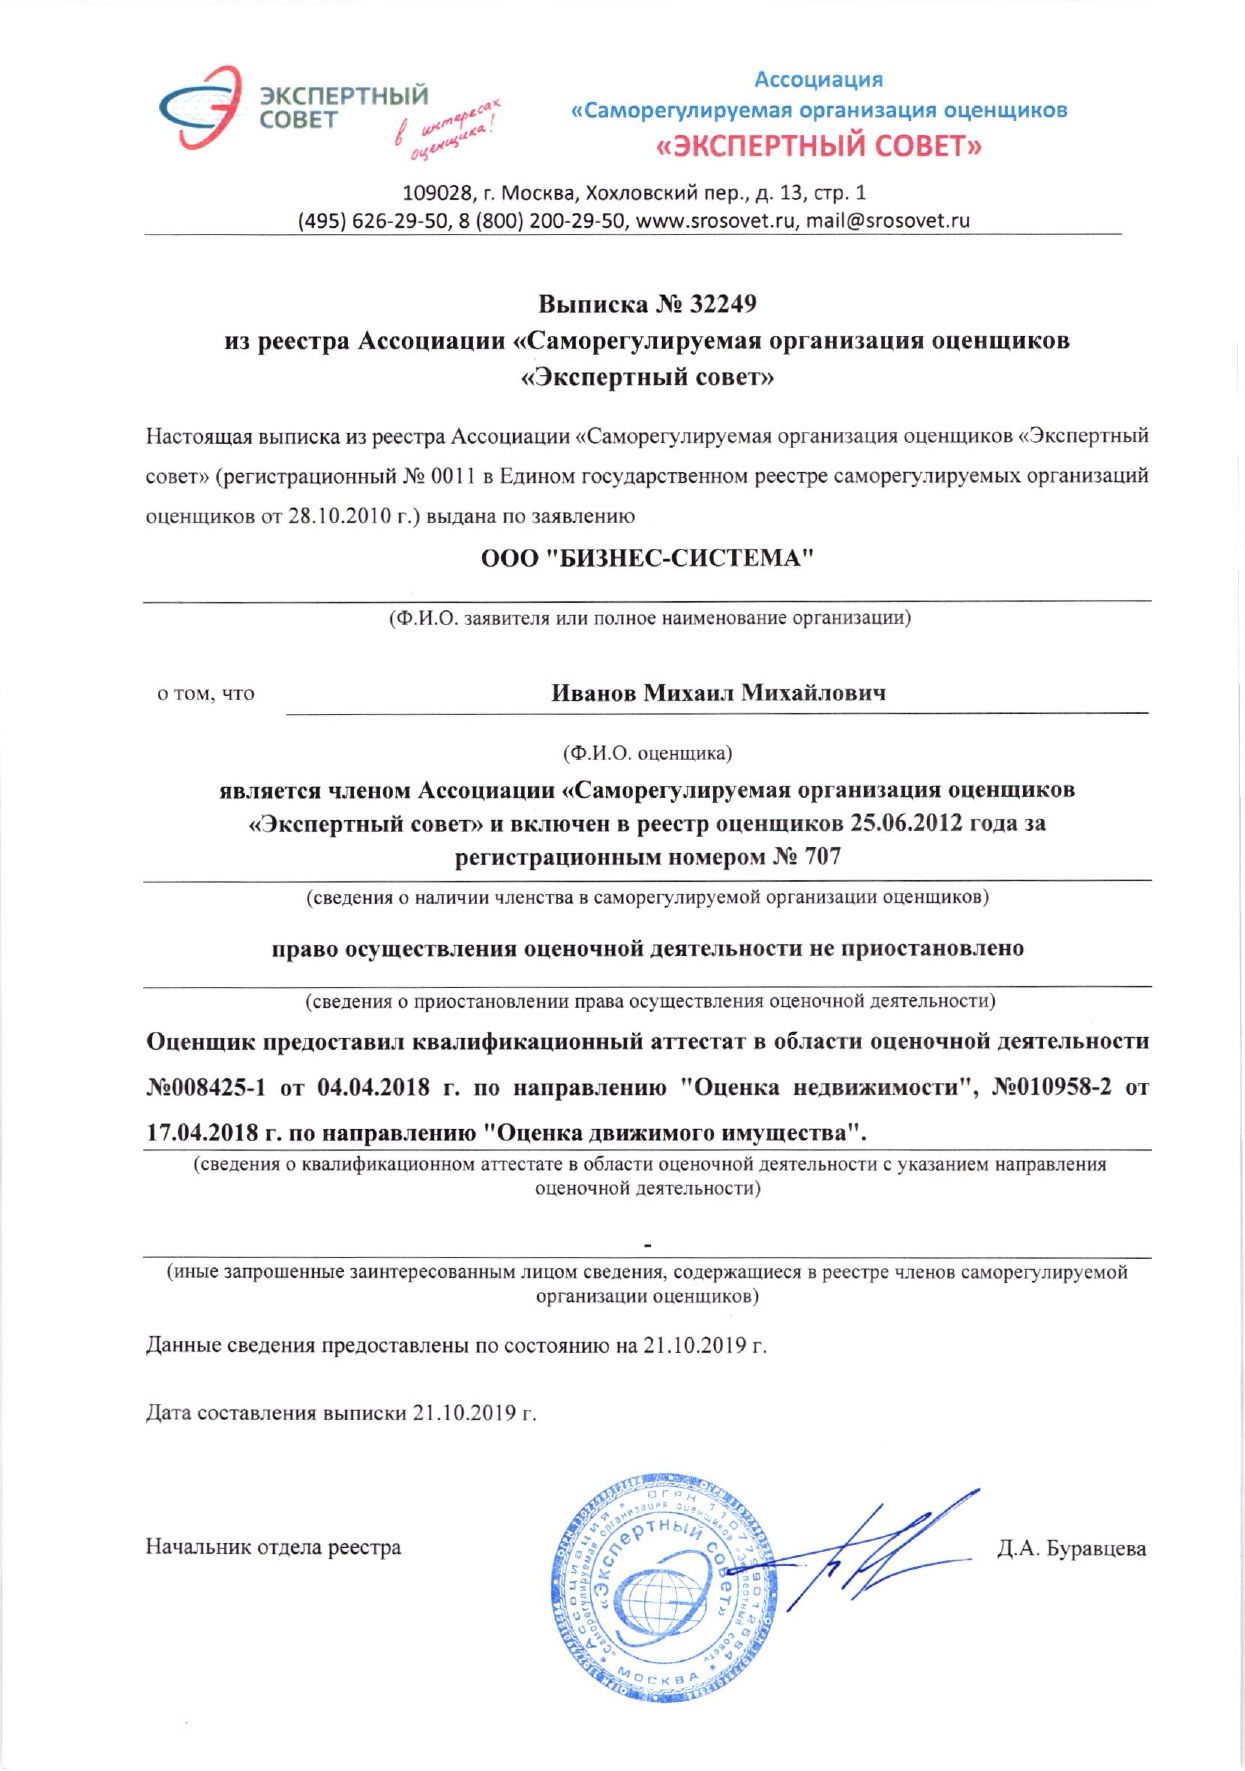 ЭКСПЕРТНЫЙ
СОВЕТ
в интересах
оценщика!
Ассоциация
«Саморегулируемая организация оценщиков
«ЭКСПЕРТНЫЙ СОВЕТ»
109028, г. Москва, Хохловский пер., д. 13, стр. 1
(495) 626-29-50, 8 (800) 200-29-50, www.srosovet.ru, mail@srosovet.ru
Выписка № 32249
из реестра Ассоциации «Саморегулируемая организация оценщиков
«Экспертный совет»
Настоящая выписка из реестра Ассоциации «Саморегулируемая организация оценщиков «Экспертный
совет» (регистрационный № 0011 в Едином государственном реестре саморегулируемых организаций
оценщиков от 28.10.2010 г.) выдана по заявлению
ООО "БИЗНЕС-СИСТЕМА"
(Ф.И.О. заявителя или полное наименование организации)
о том, что Иванов Михаил Михайлович
(Ф.И.О. оценщика)
является членом Ассоциации «Саморегулируемая организация оценщиков
«Экспертный совет» и включен в реестр оценщиков 25.06.2012 года за
регистрационным номером № 707
(сведения о наличии членства в саморегулируемой организации оценщиков)
право осуществления оценочной деятельности не приостановлено
(сведения о приостановлении права осуществления оценочной деятельности)
Оценщик предоставил квалификационный аттестат в области оценочной деятельности
№008425-1 от 04.04.2018 г. по направлению "Оценка недвижимости", №010958-2 от
17.04.2018 г. по направлению "Оценка движимого имущества".
(сведения о квалификационном аттестате в области оценочной деятельности с указанием направления
оценочной деятельности)
-
(иные запрошенные заинтересованным лицом сведения, содержащиеся в реестре членов саморегулируемой
организации оценщиков)
Данные сведения предоставлены по состоянию на 21.10.2019 г.
Дата составления выписки 21.10.2019 г.
Начальник отдела реестра
Д.А. Буравцева
Ассоциация * ОГРН 1107799012684 * МОСКВА *
«Саморегулируемая организация оценщиков «Экспертный совет»
«Экспертный совет»